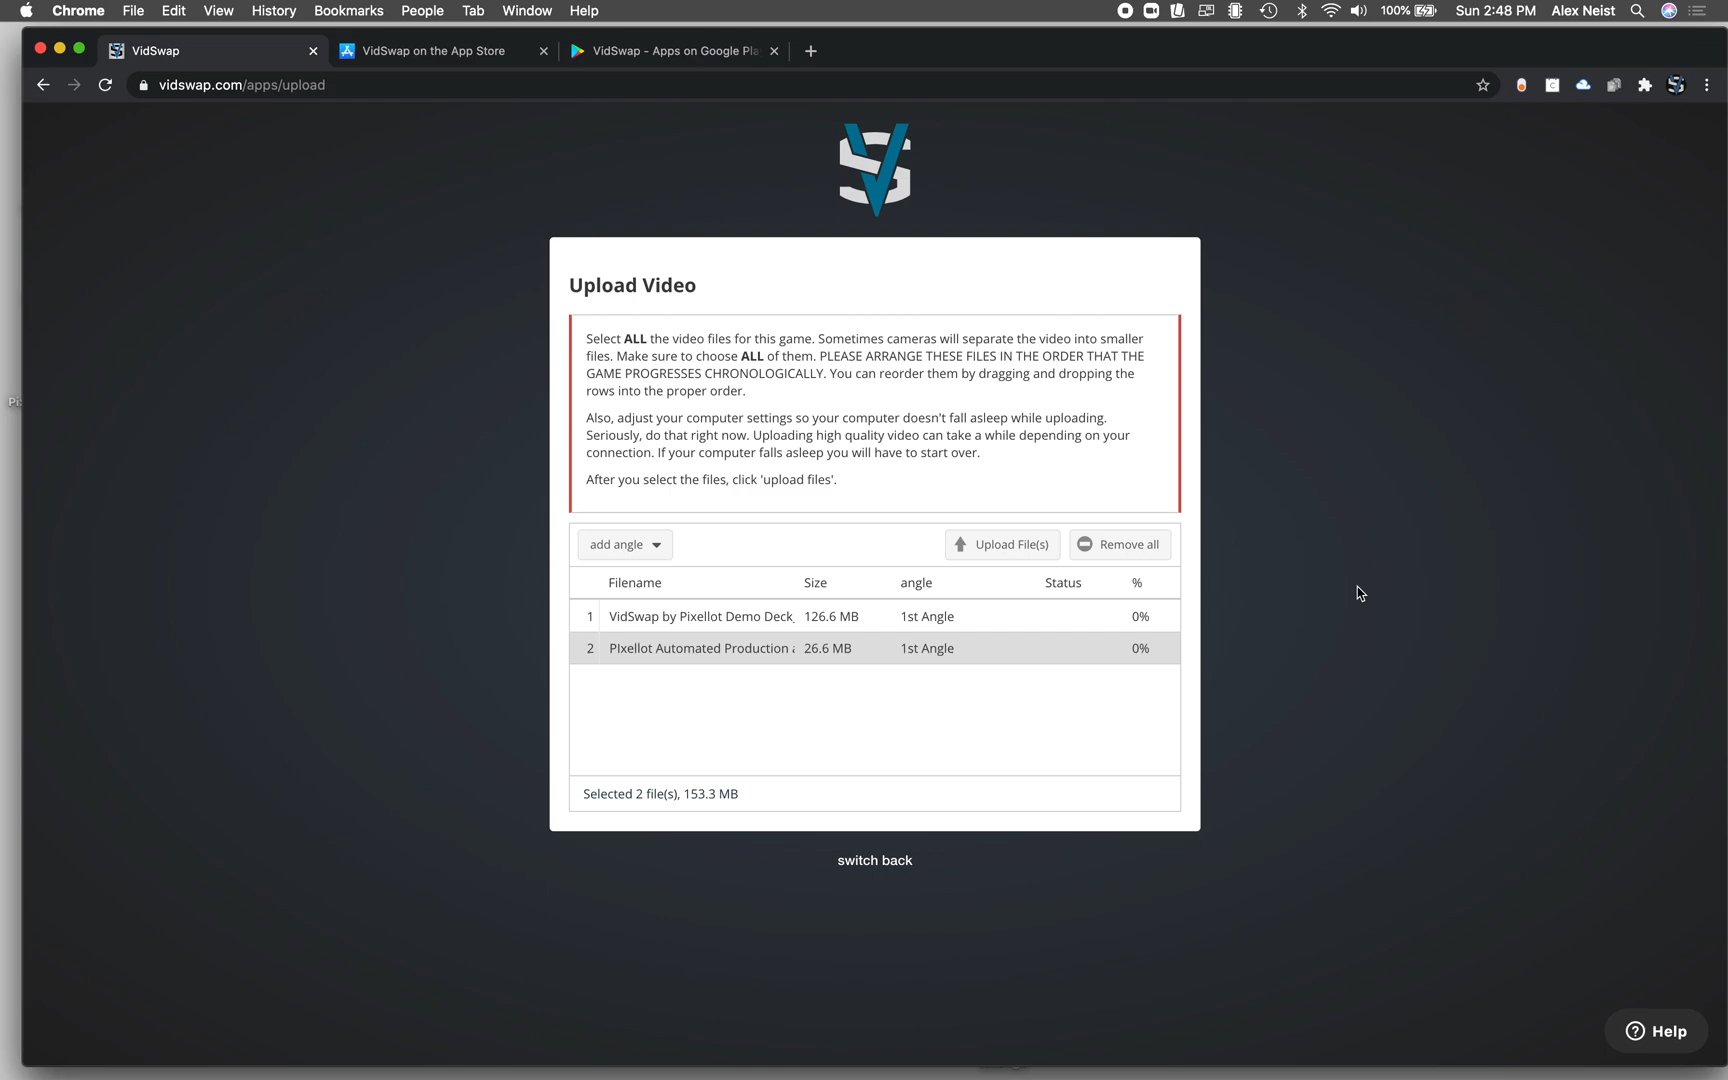 Chrome File Edit View History Bookmarks People Tab Window Help 100% Sun 2:48 PM Alex Neist
VidSwap VidSwap on the App Store VidSwap - Apps on Google Pla
vidswap.com/apps/upload
Upload Video
Select ALL the video files for this game. Sometimes cameras will separate the video into smaller
files. Make sure to choose ALL of them. PLEASE ARRANGE THESE FILES IN THE ORDER THAT THE
GAME PROGRESSES CHRONOLOGICALLY. You can reorder them by dragging and dropping the
rows into the proper order.
Also, adjust your computer settings so your computer doesn't fall asleep while uploading.
Seriously, do that right now. Uploading high quality video can take a while depending on your
connection. If your computer falls asleep you will have to start over.
After you select the files, click 'upload files'.
add angle Upload File(s) Remove all
Filename Size angle Status %
1 VidSwap by Pixellot Demo Deck_ 126.6 MB 1st Angle 0%
2 PIxellot Automated Production 26.6 MB 1st Angle 0%
Selected 2 file(s), 153.3 MB
switch back
Help